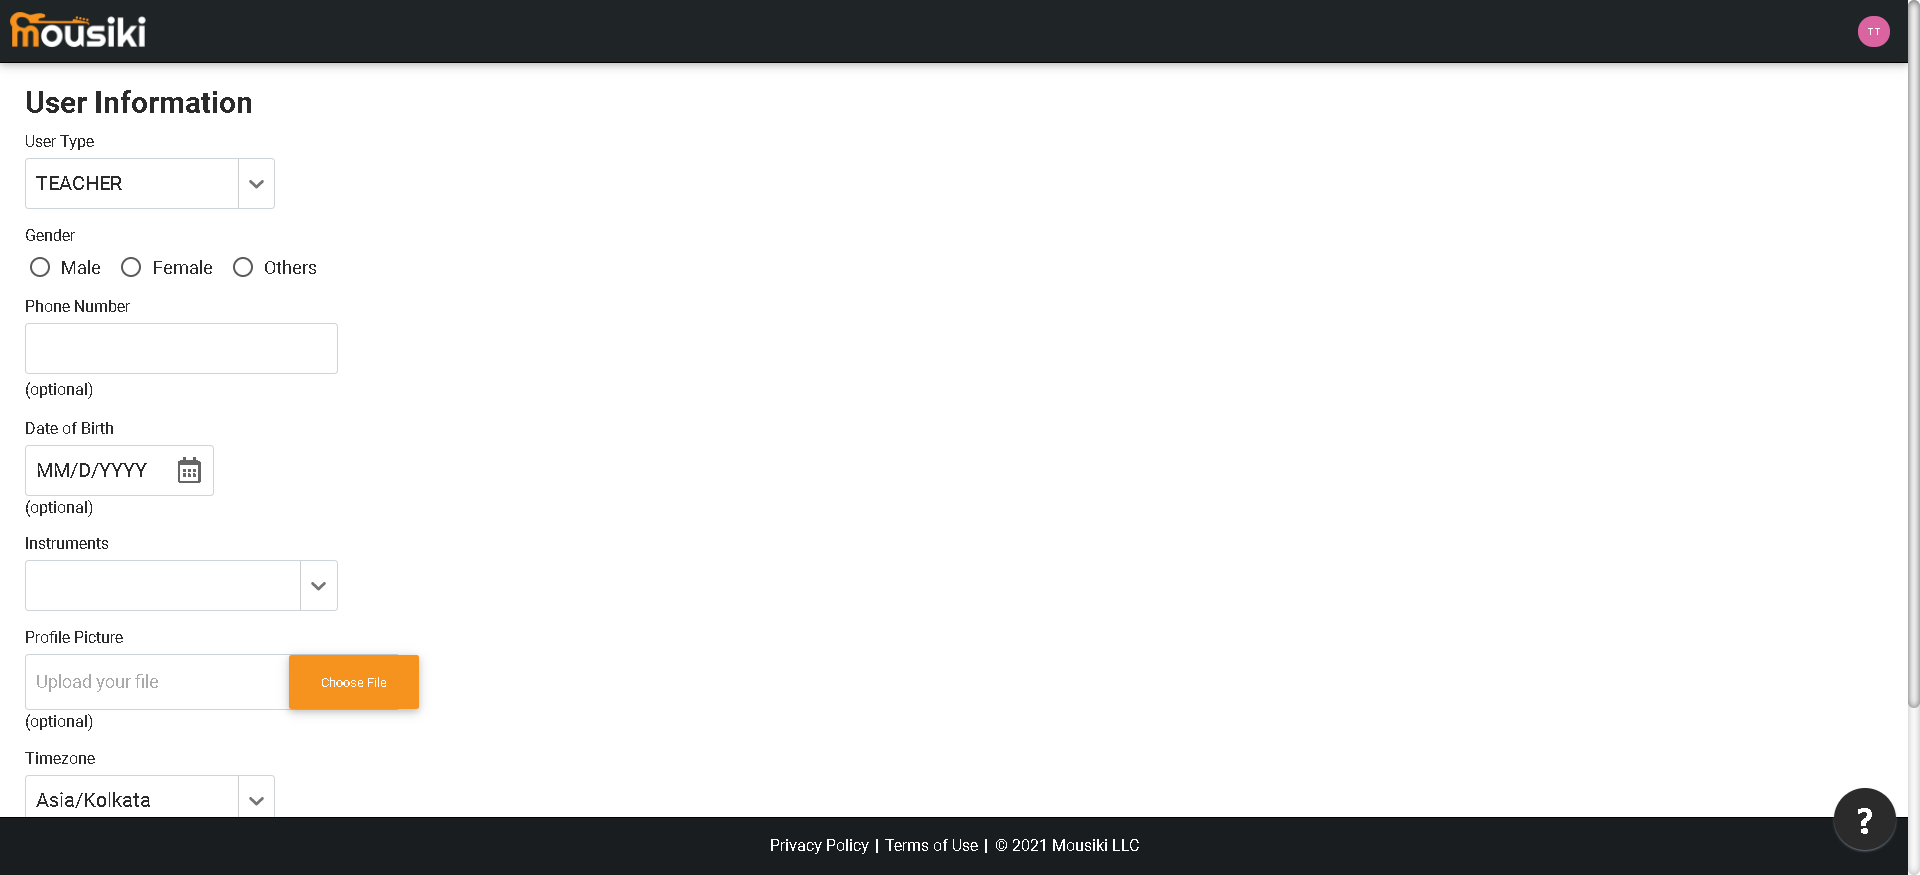 mousiki
TT
User Information
User Type
TEACHER
Gender
Male Female Others
Phone Number
(optional)
Date of Birth
MM/D/YYYY
(optional)
Instruments
Profile Picture
Upload your file Choose File
(optional)
Timezone
Asia/Kolkata
?
Privacy Policy | Terms of Use | © 2021 Mousiki LLC